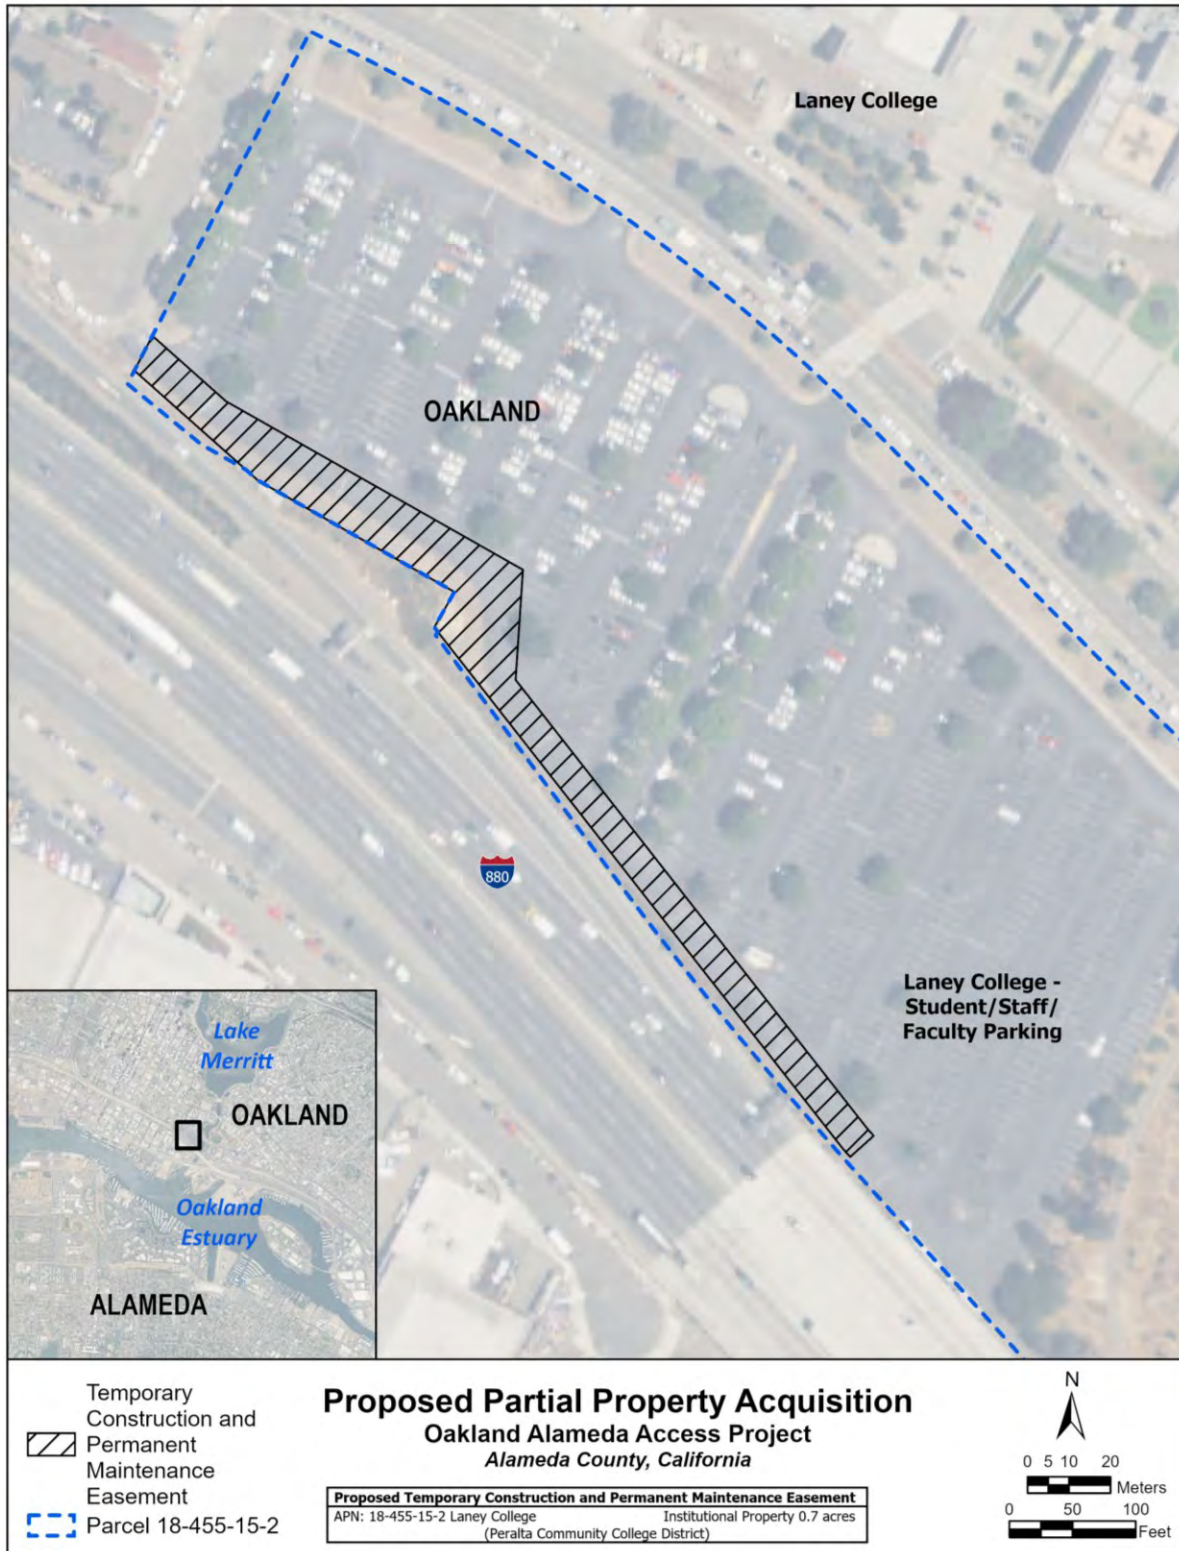 Laney College
OAKLAND
880
Laney College -
Student/Staff/
Faculty Parking
Lake
Merritt
OAKLAND
Oakland
Estuary
ALAMEDA
Temporary
Construction and
Permanent
Maintenance
Easement
Parcel 18-455-15-2
Proposed Partial Property Acquisition
Oakland Alameda Access Project
Alameda County, California
Proposed Temporary Construction and Permanent Maintenance Easement
APN: 18-455-15-2 Laney College Institutional Property 0.7 acres
(Peralta Community College District)
N
0 5 10 20
Meters
0 50 100
Feet